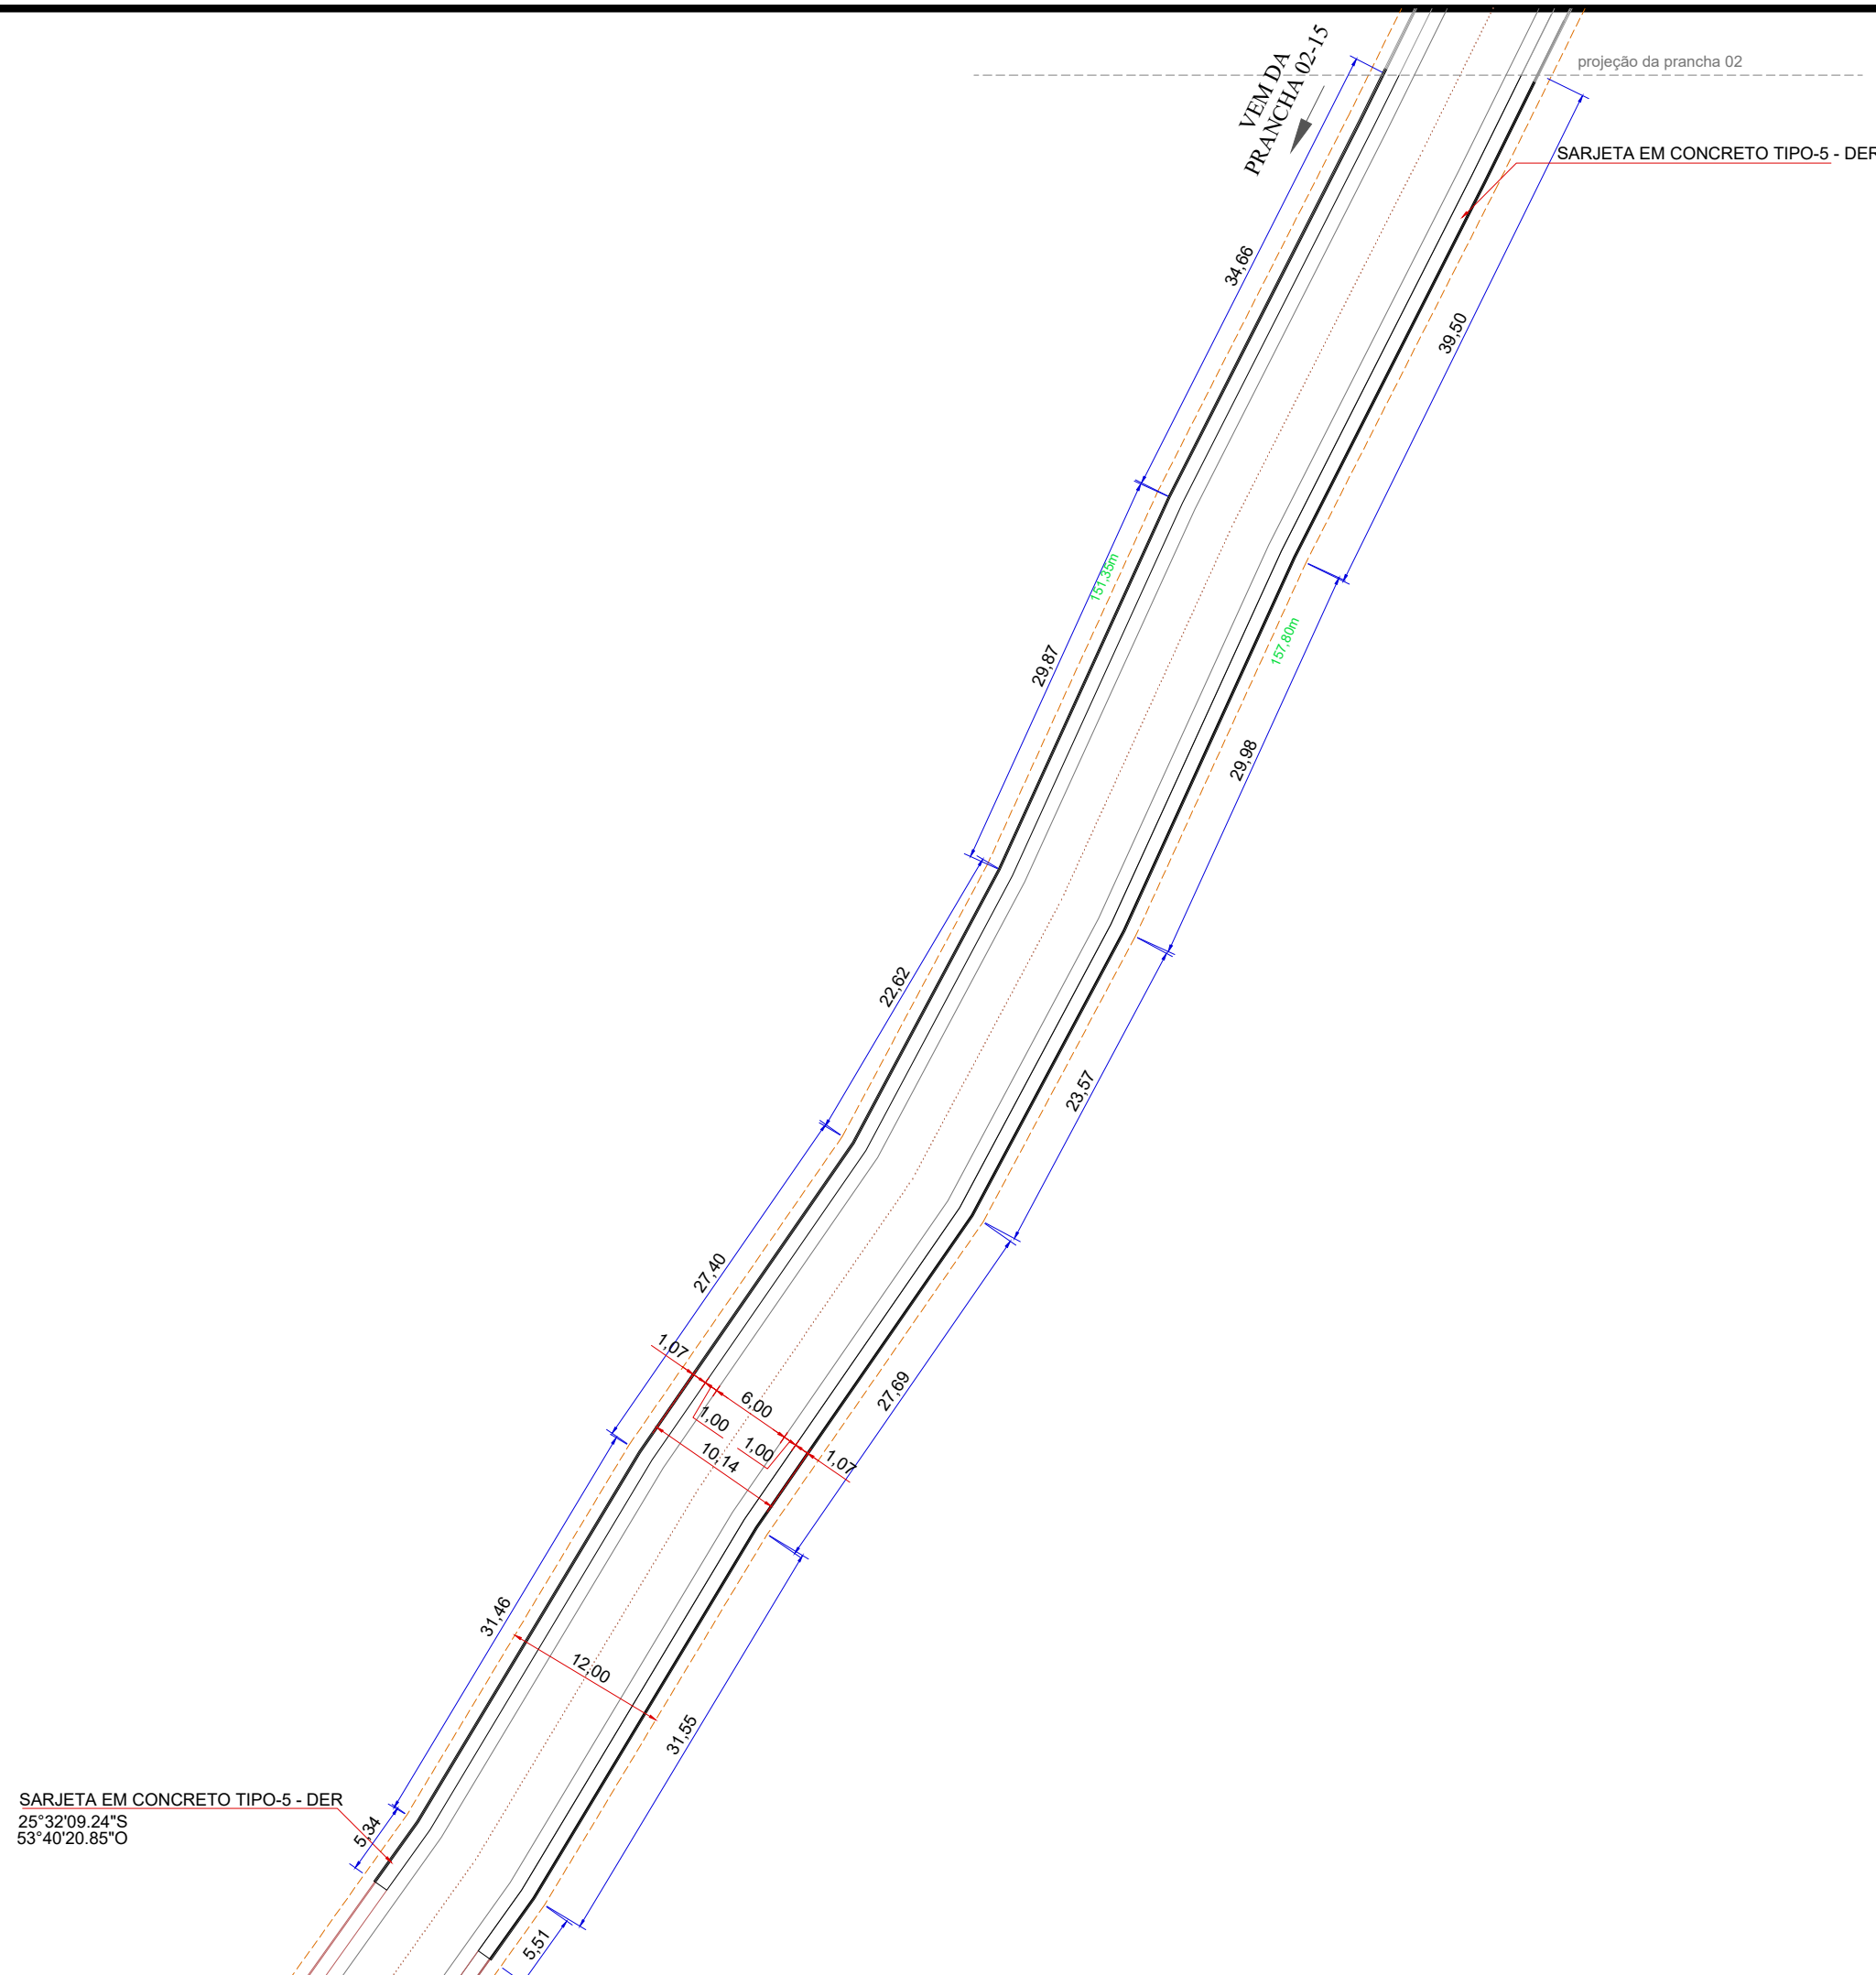 projeção da prancha 02
VEM DA
PRANCHA 02-15
SARJETA EM CONCRETO TIPO-5 - DER
34,66
39,50
151,35m
157,80m
29,87
29,98
22,62
23,57
27,40
1,07
6,00
27,69
1,00
1,00
10,14
1,07
31,46
12,00
31,55
SARJETA EM CONCRETO TIPO-5 - DER
25°32'09.24"S
53°40'20.85"O
5,34
5,51